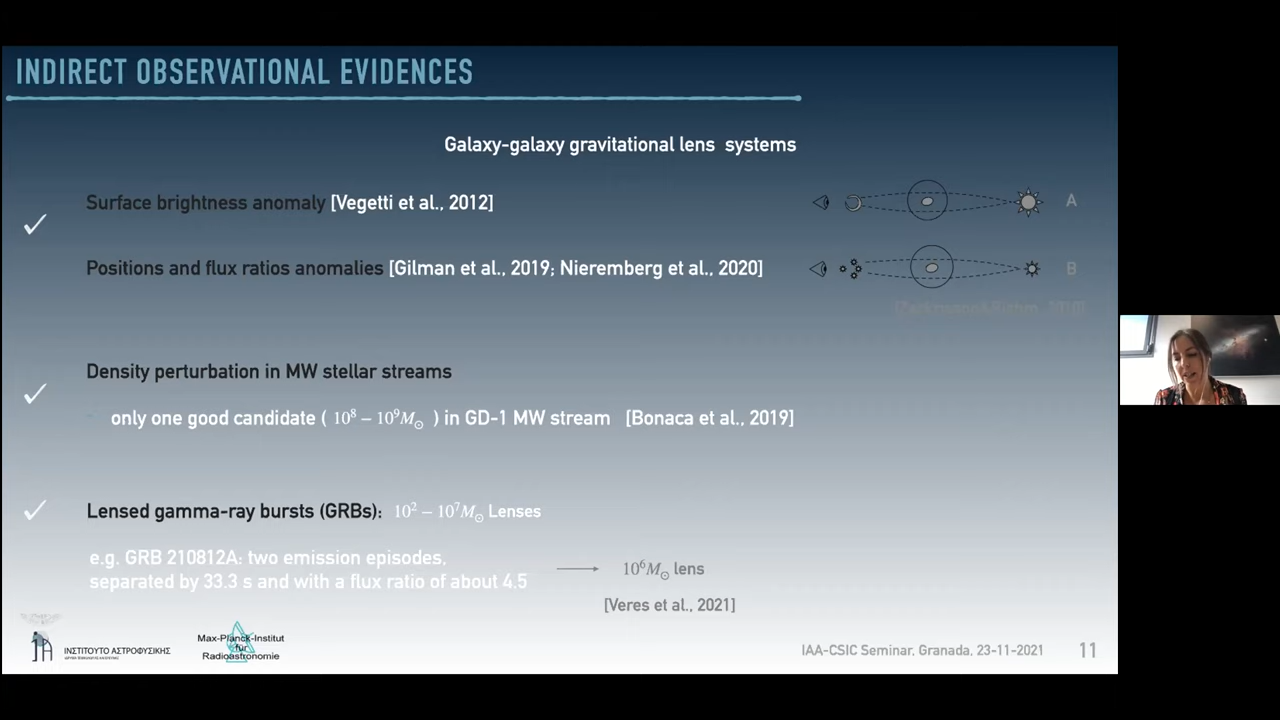 INDIRECT OBSERVATIONAL EVIDENCES
Galaxy-galaxy gravitational lens systems
Surface brightness anomaly [Vegetti et al., 2012]
A
Positions and flux ratios anomalies [Gilman et al., 2019; Nieremberg et al., 2020]
B
Density perturbation in MW stellar streams
only one good candidate ( 10⁸ – 10⁹M☉ ) in GD-1 MW stream [Bonaca et al., 2019]
Lensed gamma-ray bursts (GRBs): 10² – 10⁷M☉ Lenses
e.g. GRB 210812A: two emission episodes,
separated by 33.3 s and with a flux ratio of about 4.5
10⁶M☉ lens
[Veres et al., 2021]
ΙΝΣΤΙΤΟΥΤΟ ΑΣΤΡΟΦΥΣΙΚΗΣ
Max-Planck-Institut
für
Radioastronomie
IAA-CSIC Seminar, Granada, 23-11-2021
11